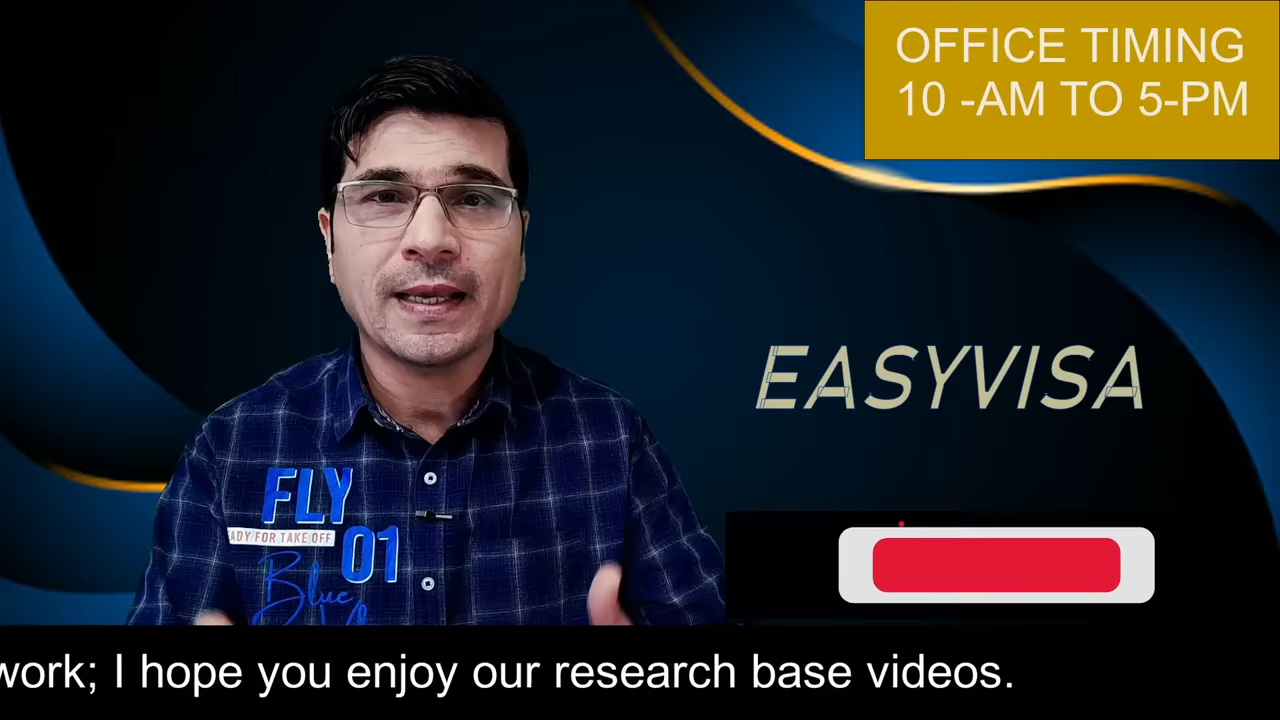 OFFICE TIMING
10 -AM TO 5-PM
EASYVISA
FLY
ADY FOR TAKE OFF
01
Blue
work; I hope you enjoy our research base videos.